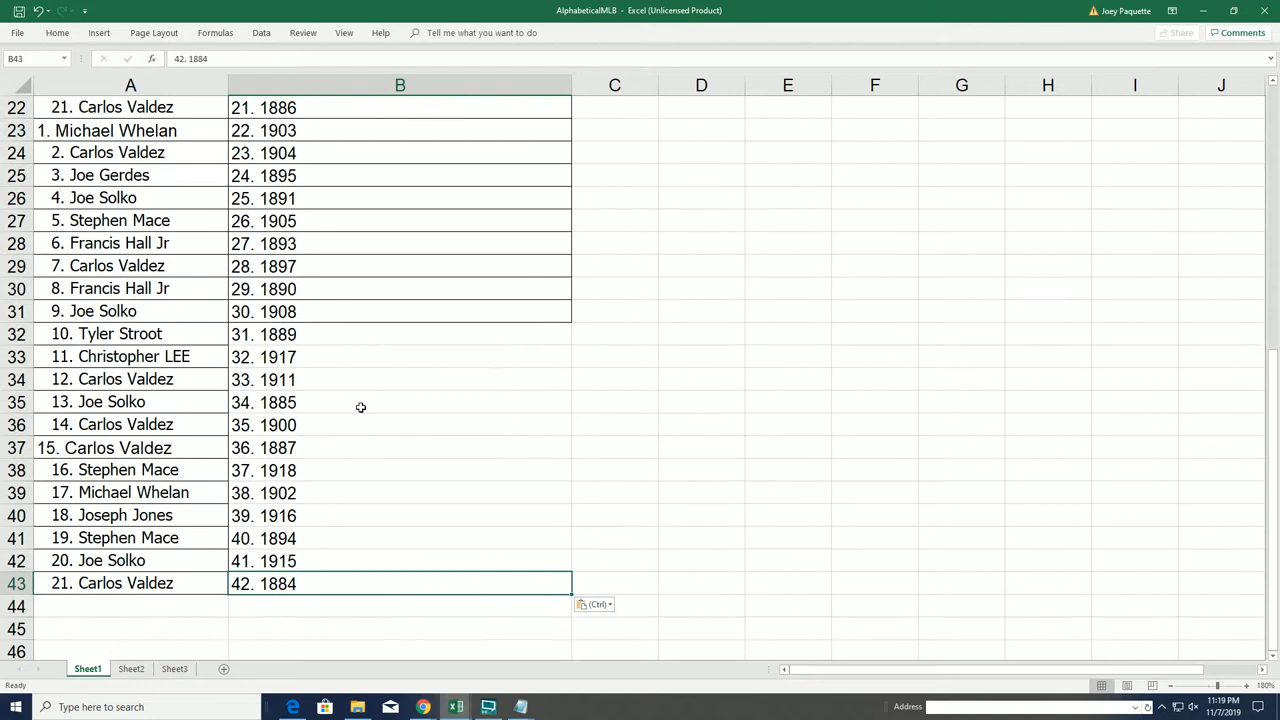 AlphabeticalMLB - Excel (Unlicensed Product)
Joey Paquette
File Home Insert Page Layout Formulas Data Review View Help Tell me what you want to do
Share Comments
B43 fx 42. 1884
A B C D E F G H I J
22 21. Carlos Valdez 21. 1886
23 1. Michael Whelan 22. 1903
24 2. Carlos Valdez 23. 1904
25 3. Joe Gerdes 24. 1895
26 4. Joe Solko 25. 1891
27 5. Stephen Mace 26. 1905
28 6. Francis Hall Jr 27. 1893
29 7. Carlos Valdez 28. 1897
30 8. Francis Hall Jr 29. 1890
31 9. Joe Solko 30. 1908
32 10. Tyler Stroot 31. 1889
33 11. Christopher LEE 32. 1917
34 12. Carlos Valdez 33. 1911
35 13. Joe Solko 34. 1885
36 14. Carlos Valdez 35. 1900
37 15. Carlos Valdez 36. 1887
38 16. Stephen Mace 37. 1918
39 17. Michael Whelan 38. 1902
40 18. Joseph Jones 39. 1916
41 19. Stephen Mace 40. 1894
42 20. Joe Solko 41. 1915
43 21. Carlos Valdez 42. 1884
44 (Ctrl)
45
46
Sheet1 Sheet2 Sheet3
Ready 180%
Type here to search Address 11:19 PM
11/7/2019